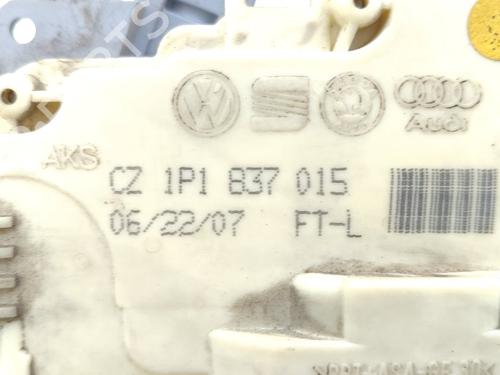 Audi
AKS
CZ 1P1 837 015
06/22/07 FT-L